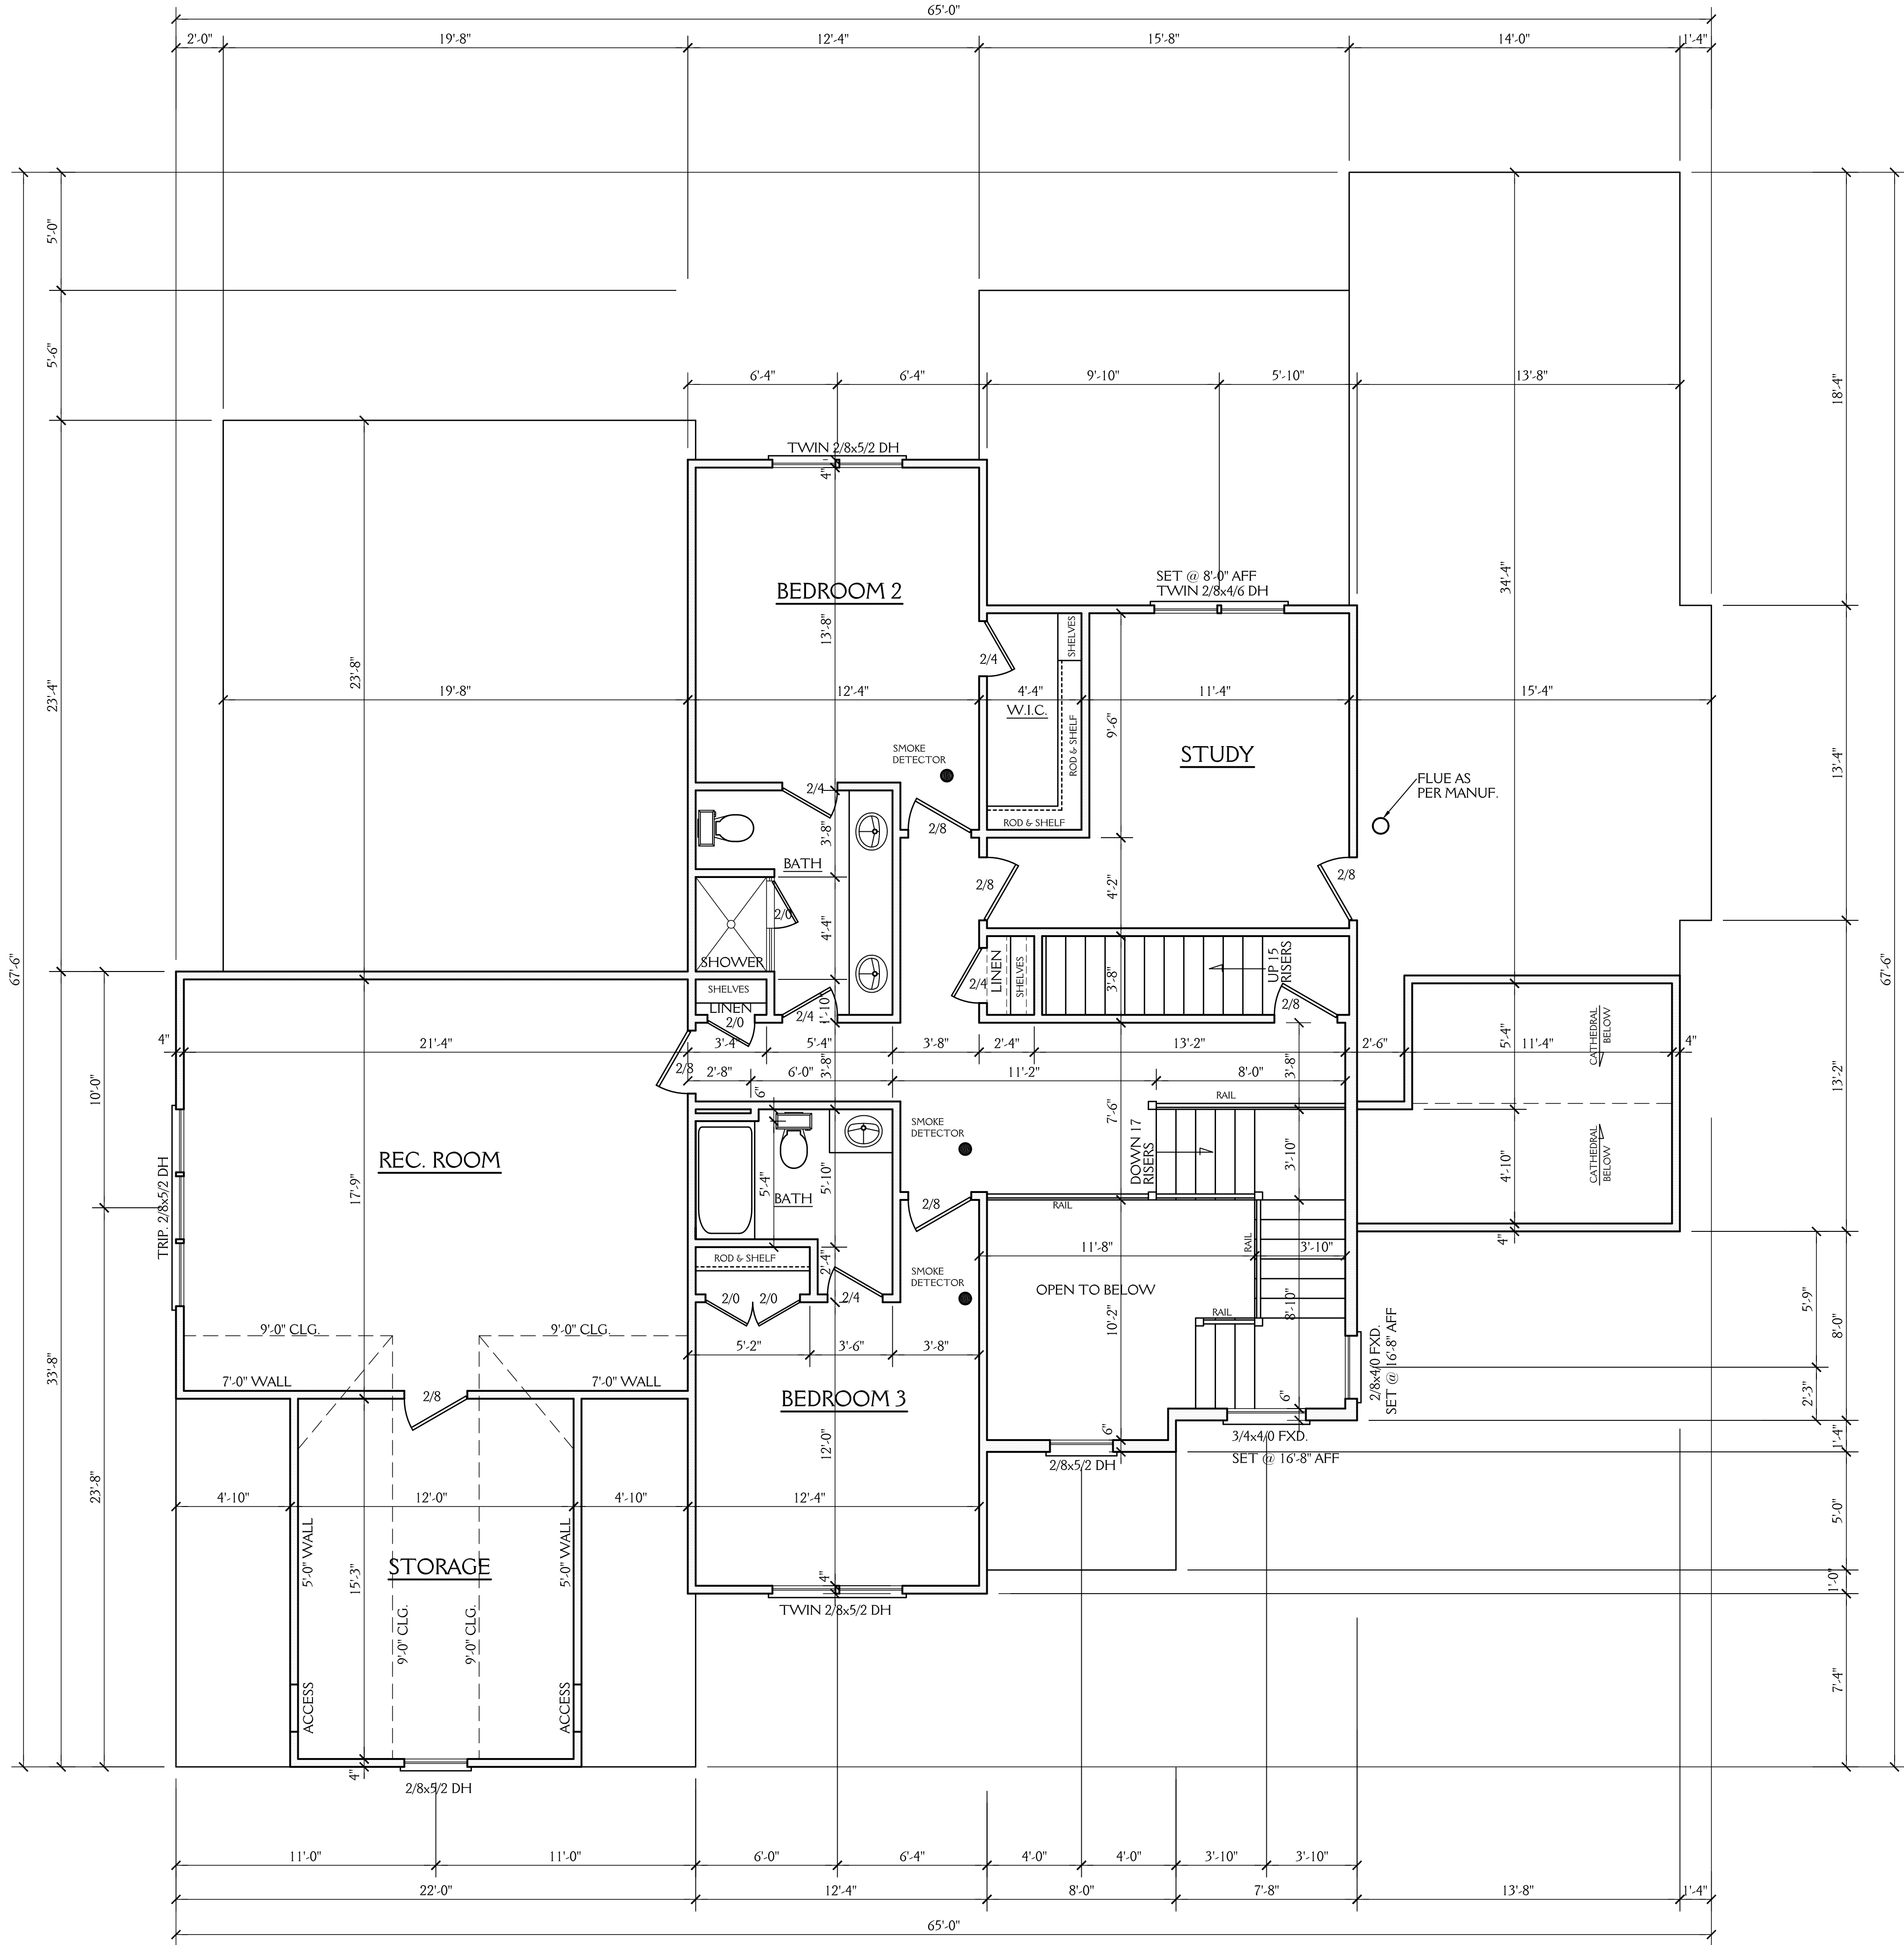 65'-0"
2'-0"
19'-8"
12'-4"
15'-8"
14'-0"
1'-4"
5'-0"
5'-6"
6'-4"
6'-4"
9'-10"
5'-10"
13'-8"
18'-4"
TWIN 2/8x5/2 DH
4"
SET @ 8'-0" AFF
TWIN 2/8x4/6 DH
34'-4"
BEDROOM 2
13'-8"
2/4
SHELVES
23'-8"
23'-4"
19'-8"
12'-4"
4'-4"
11'-4"
15'-4"
W.I.C.
ROD & SHELF
9'-6"
STUDY
13'-4"
SMOKE
DETECTOR
FLUE AS
PER MANUF.
2/4
ROD & SHELF
2/8
3'-8"
BATH
2/8
4'-2"
2/8
2/0
4'-4"
SHOWER
67'-6"
67'-6"
SHELVES
LINEN
2/0
2/4
1'-10"
2/4
LINEN
SHELVES
3'-8"
UP 15
RISERS
2/8
CATHEDRAL
BELOW
5'-4"
4"
21'-4"
3'-4"
5'-4"
3'-8"
2'-4"
13'-2"
2'-6"
11'-4"
4"
2/8
2'-8"
6'-0"
3'-8"
11'-2"
8'-0"
3'-8"
13'-2"
10'-0"
6"
RAIL
7'-6"
SMOKE
DETECTOR
DOWN 17
RISERS
3'-10"
CATHEDRAL
BELOW
4'-10"
REC. ROOM
17'-9"
TRIP. 2/8x5/2 DH
5'-4"
BATH
5'-10"
2/8
RAIL
4"
ROD & SHELF
2'-4"
11'-8"
RAIL
3'-10"
SMOKE
DETECTOR
OPEN TO BELOW
2/0
2/0
2/4
RAIL
8'-10"
10'-2"
5'-9"
8'-0"
9'-0" CLG.
9'-0" CLG.
33'-8"
5'-2"
3'-6"
3'-8"
2/8x4/0 FXD.
SET @ 16'-8" AFF
2'-3"
7'-0" WALL
2/8
7'-0" WALL
BEDROOM 3
6"
6"
3/4x4/0 FXD.
SET @ 16'-8" AFF
1'-4"
12'-0"
2/8x5/2 DH
23'-8"
4'-10"
12'-0"
4'-10"
12'-4"
5'-0"
5'-0" WALL
STORAGE
15'-3"
5'-0" WALL
4"
1'-0"
TWIN 2/8x5/2 DH
9'-0" CLG.
9'-0" CLG.
7'-4"
ACCESS
ACCESS
4"
2/8x5/2 DH
11'-0"
11'-0"
6'-0"
6'-4"
4'-0"
4'-0"
3'-10"
3'-10"
22'-0"
12'-4"
8'-0"
7'-8"
13'-8"
1'-4"
65'-0"